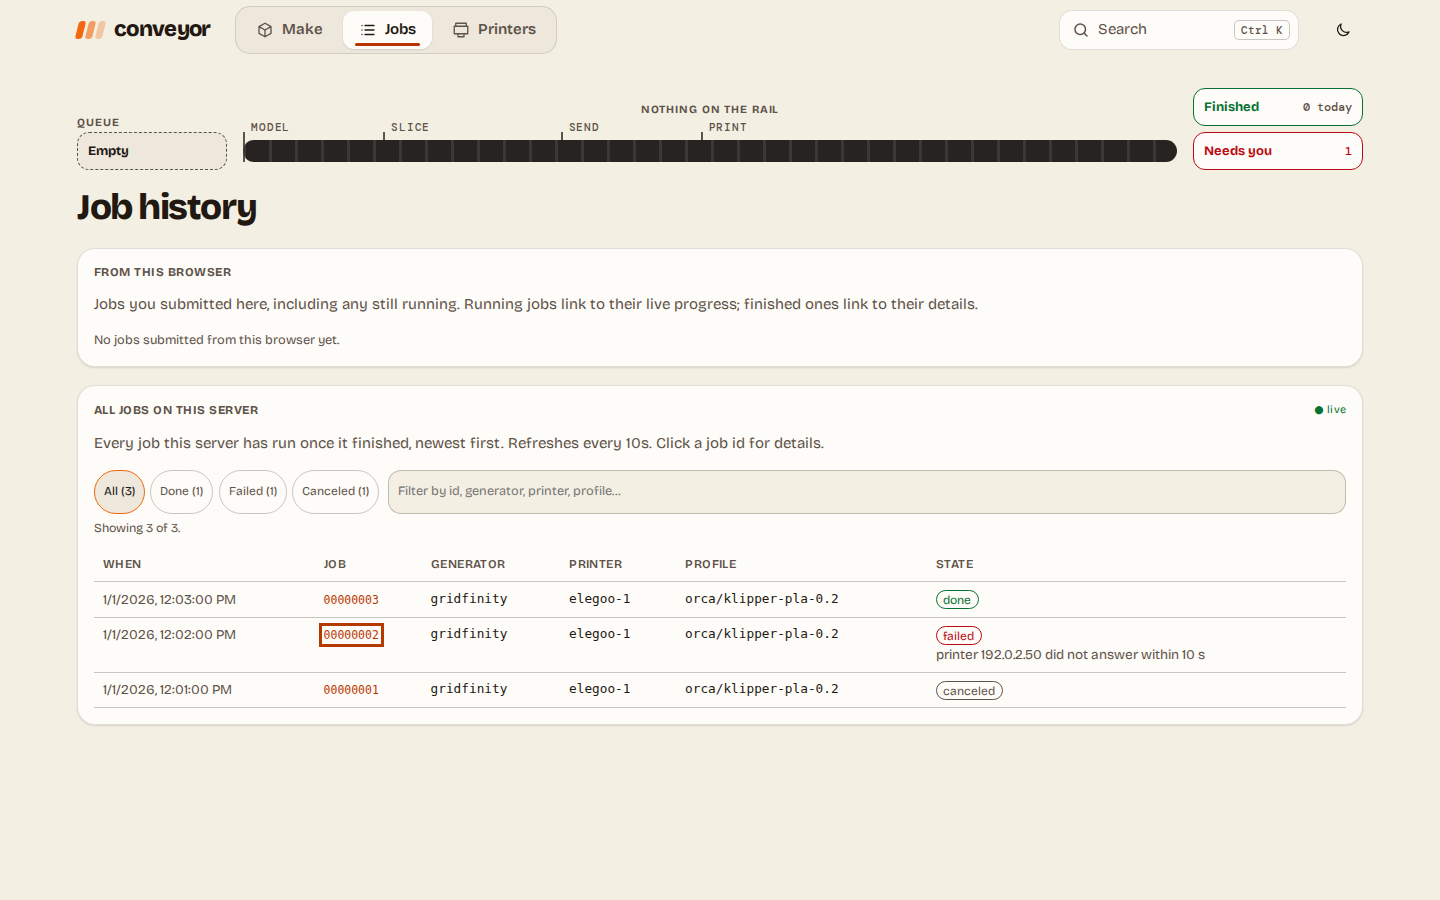 conveyor
Make
Jobs
Printers
Search
Ctrl K
QUEUE
Empty
NOTHING ON THE RAIL
MODEL
SLICE
SEND
PRINT
Finished 0 today
Needs you 1
Job history
FROM THIS BROWSER
Jobs you submitted here, including any still running. Running jobs link to their live progress; finished ones link to their details.
No jobs submitted from this browser yet.
ALL JOBS ON THIS SERVER
live
Every job this server has run once it finished, newest first. Refreshes every 10s. Click a job id for details.
All (3) Done (1) Failed (1) Canceled (1) Filter by id, generator, printer, profile...
Showing 3 of 3.
WHEN JOB GENERATOR PRINTER PROFILE STATE
1/1/2026, 12:03:00 PM 00000003 gridfinity elegoo-1 orca/klipper-pla-0.2 done
1/1/2026, 12:02:00 PM 00000002 gridfinity elegoo-1 orca/klipper-pla-0.2 failed
printer 192.0.2.50 did not answer within 10 s
1/1/2026, 12:01:00 PM 00000001 gridfinity elegoo-1 orca/klipper-pla-0.2 canceled